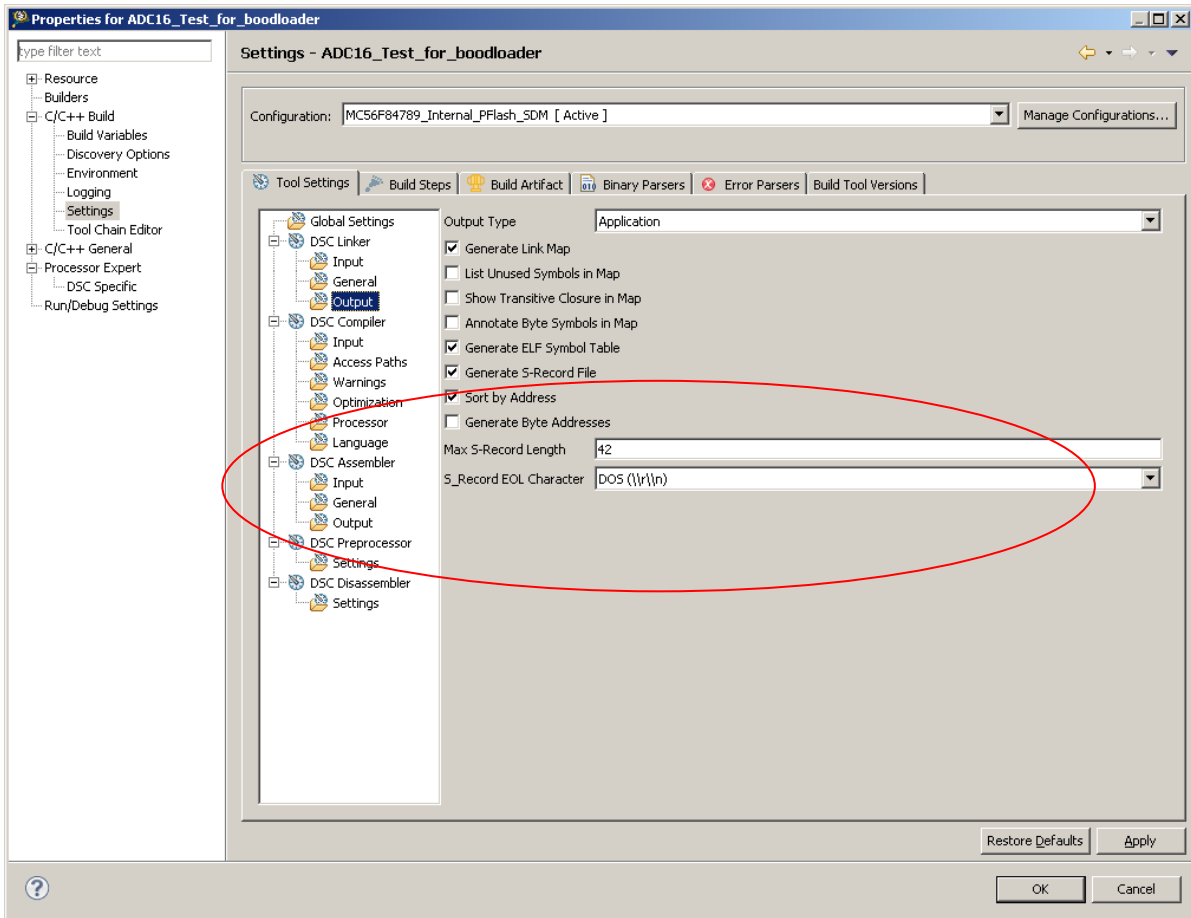 Properties for ADC16_Test_for_boodloader
type filter text
Resource
Builders
C/C++ Build
Build Variables
Discovery Options
Environment
Logging
Settings
Tool Chain Editor
C/C++ General
Processor Expert
DSC Specific
Run/Debug Settings
Settings - ADC16_Test_for_boodloader
Configuration: MC56F84789_Internal_PFlash_SDM [ Active ] Manage Configurations...
Tool Settings Build Steps Build Artifact Binary Parsers Error Parsers Build Tool Versions
Global Settings
DSC Linker
Input
General
Output
DSC Compiler
Input
Access Paths
Warnings
Optimization
Processor
Language
DSC Assembler
Input
General
Output
DSC Preprocessor
Settings
DSC Disassembler
Settings
Output Type Application
Generate Link Map
List Unused Symbols in Map
Show Transitive Closure in Map
Annotate Byte Symbols in Map
Generate ELF Symbol Table
Generate S-Record File
Sort by Address
Generate Byte Addresses
Max S-Record Length 42
S_Record EOL Character DOS (\\r\\n)
Restore Defaults Apply
OK Cancel